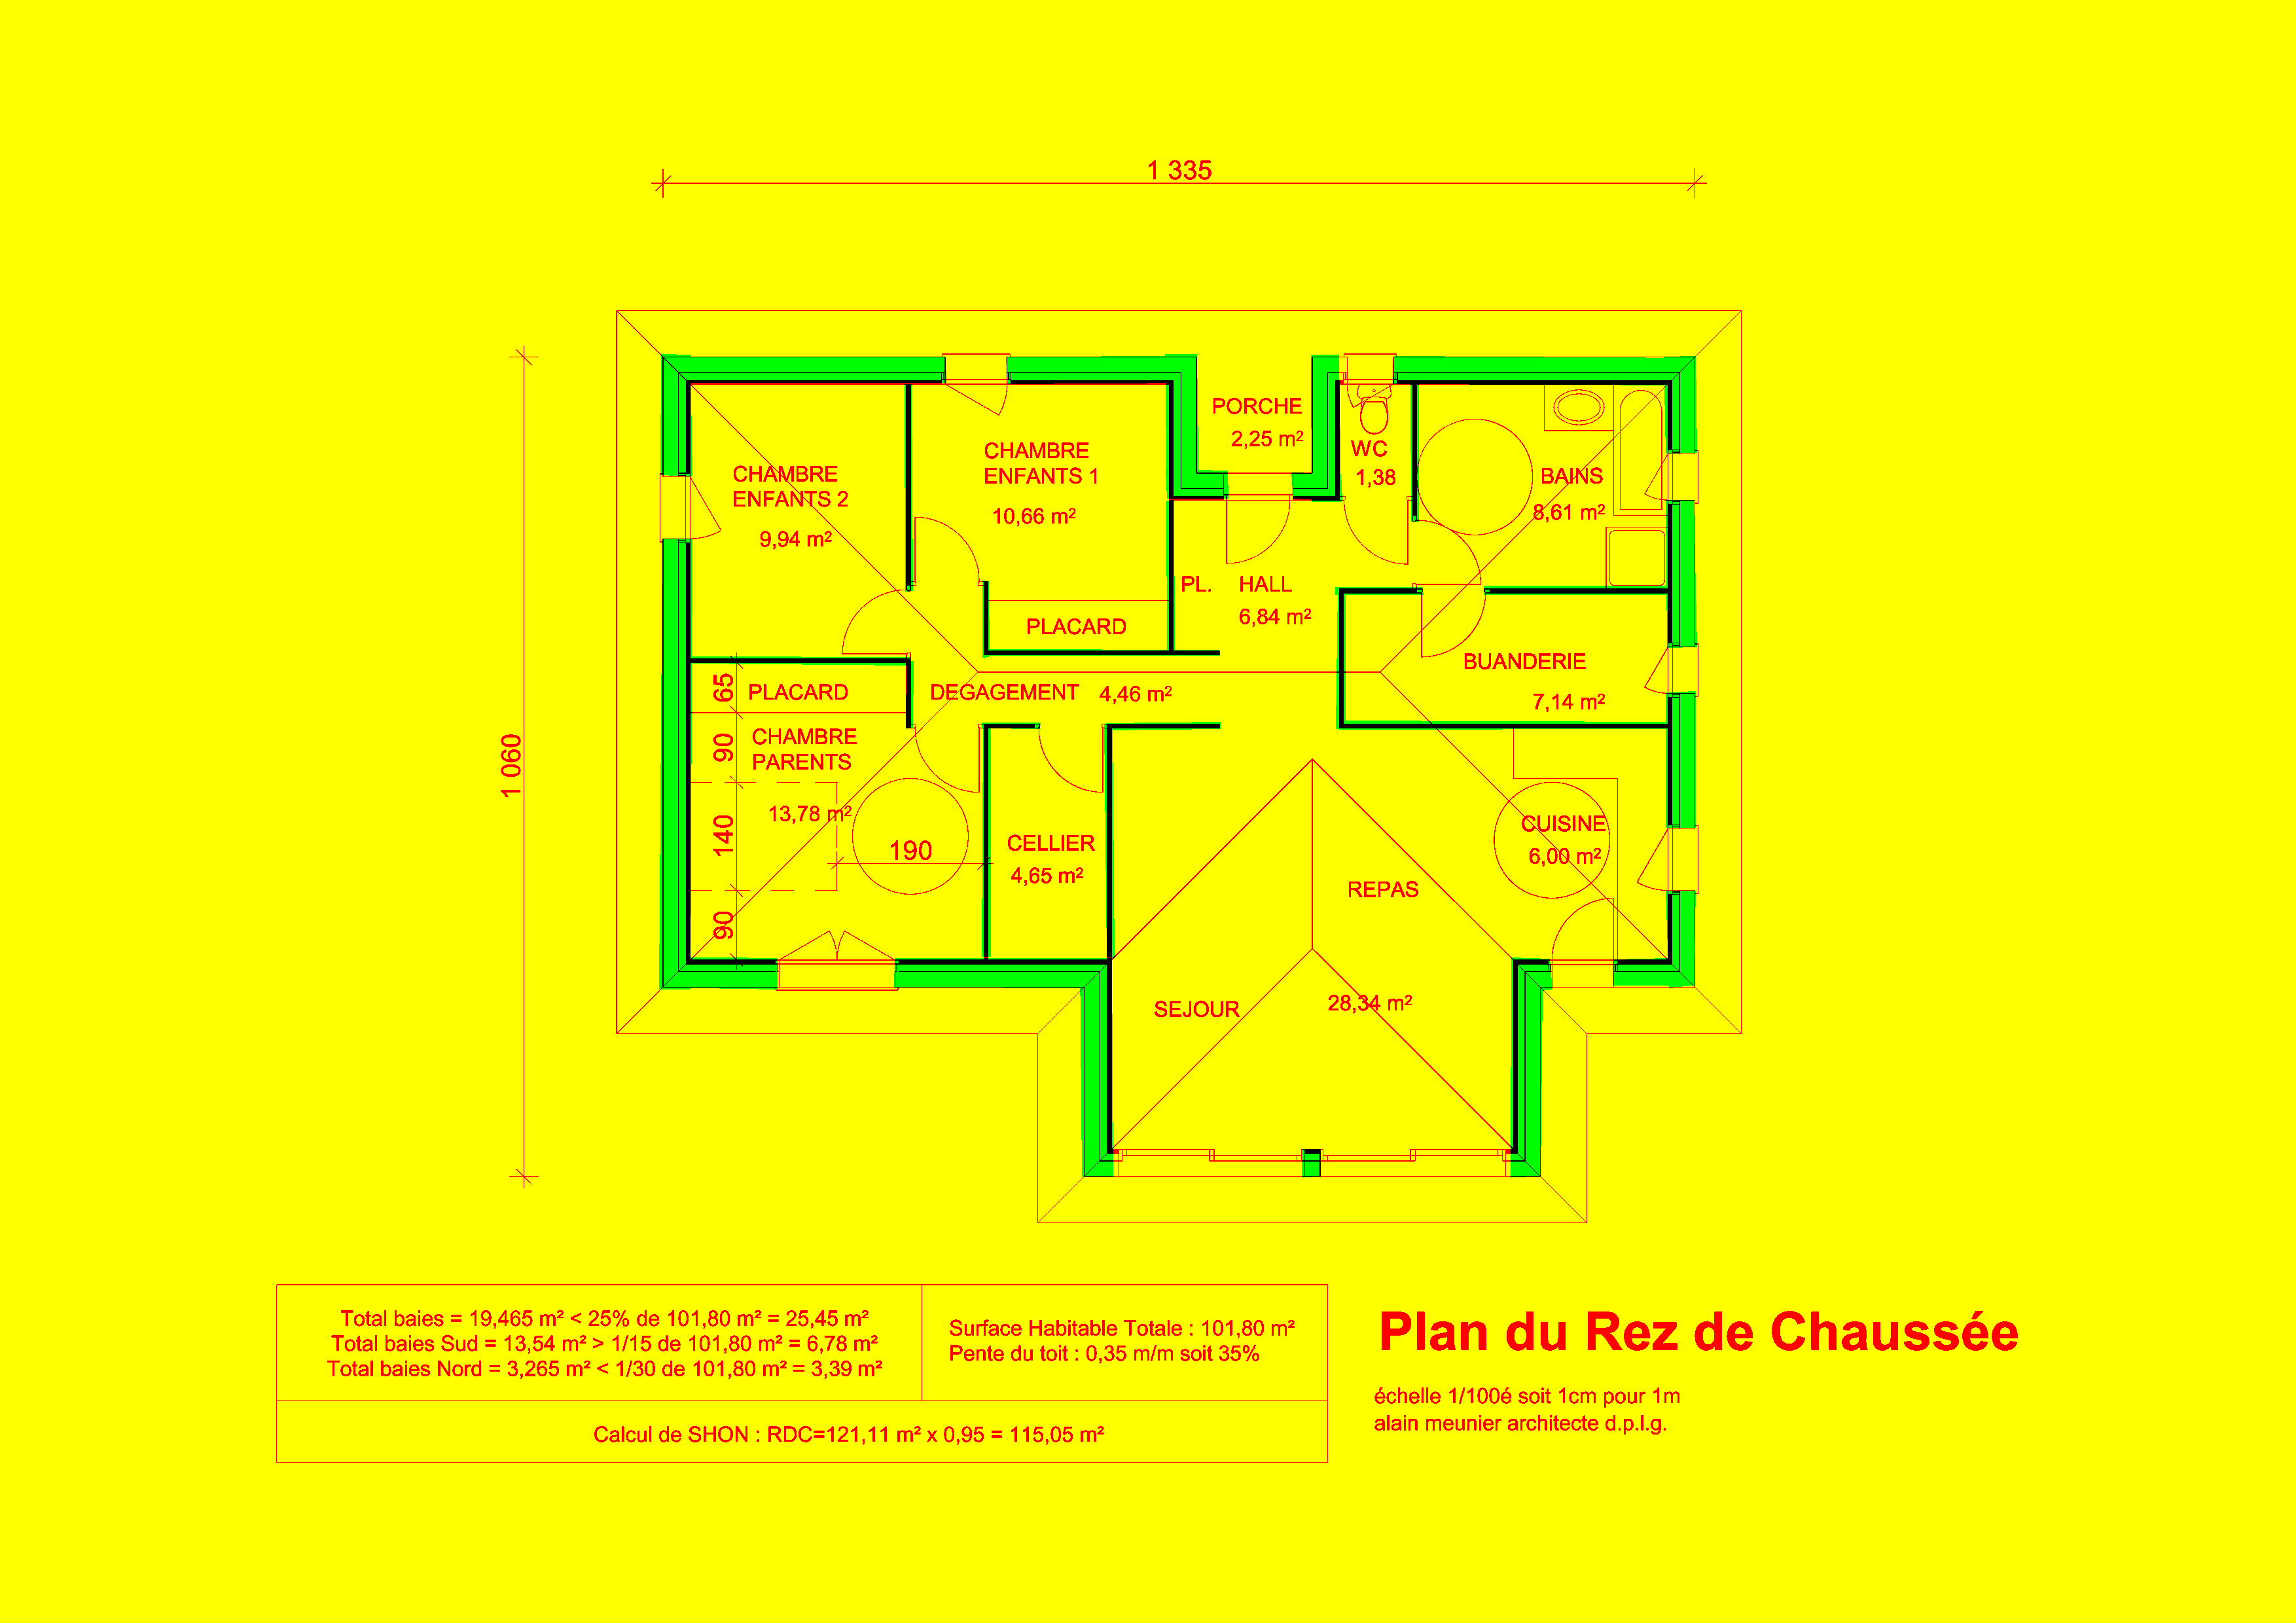 1 335
PORCHE
2,25 m²
WC
1,38
CHAMBRE
ENFANTS 1
10,66 m²
CHAMBRE
ENFANTS 2
9,94 m²
BAINS
8,61 m²
PL.
HALL
6,84 m²
PLACARD
BUANDERIE
7,14 m²
65
PLACARD
DEGAGEMENT 4,46 m²
1 060
90
CHAMBRE
PARENTS
13,78 m²
140
190
90
CELLIER
4,65 m²
CUISINE
6,00 m²
REPAS
SEJOUR
28,34 m²
Total baies = 19,465 m² < 25% de 101,80 m² = 25,45 m²
Total baies Sud = 13,54 m² > 1/15 de 101,80 m² = 6,78 m²
Total baies Nord = 3,265 m² < 1/30 de 101,80 m² = 3,39 m²
Surface Habitable Totale : 101,80 m²
Pente du toit : 0,35 m/m soit 35%
Calcul de SHON : RDC=121,11 m² x 0,95 = 115,05 m²
Plan du Rez de Chaussée
échelle 1/100é soit 1cm pour 1m
alain meunier architecte d.p.l.g.